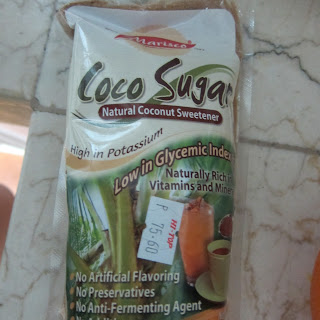 Marisco
Coco Sugar
Natural Coconut Sweetener
High in Potassium
Low in Glycemic Index
Naturally Rich in
Vitamins and
HI-TOP
P 75.60
•No Artificial Flavoring
•No Preservatives
•No Anti-Fermenting Agent